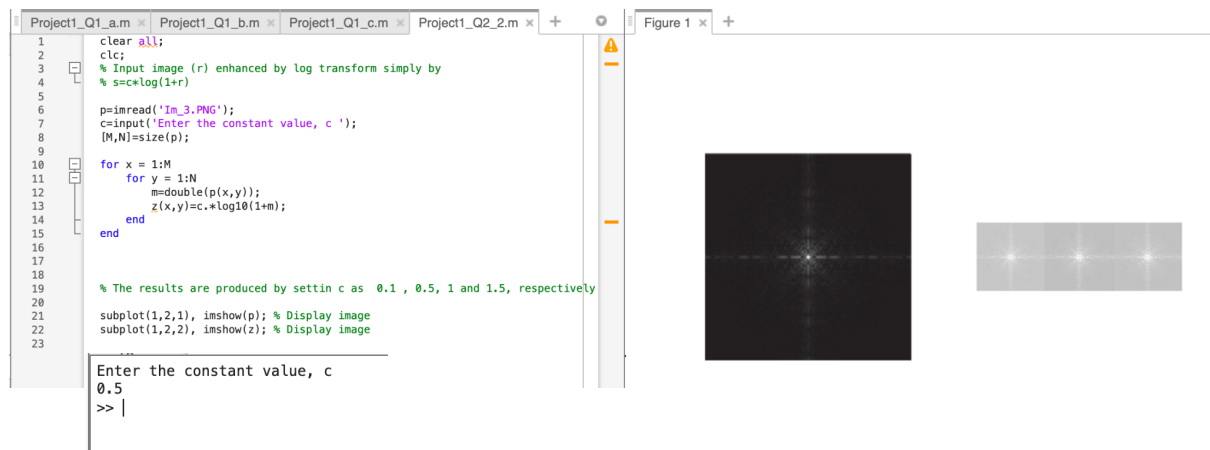 Project1_Q1_a.m × Project1_Q1_b.m × Project1_Q1_c.m × Project1_Q2_2.m × +
1 clear all;
2 clc;
3 % Input image (r) enhanced by log transform simply by
4 % s=c*log(1+r)
5
6 p=imread('Im_3.PNG');
7 c=input('Enter the constant value, c ');
8 [M,N]=size(p);
9
10 for x = 1:M
11 for y = 1:N
12 m=double(p(x,y));
13 z(x,y)=c.*log10(1+m);
14 end
15 end
16
17
18
19 % The results are produced by settin c as  0.1 , 0.5, 1 and 1.5, respectively
20
21 subplot(1,2,1), imshow(p); % Display image
22 subplot(1,2,2), imshow(z); % Display image
23
Enter the constant value, c
0.5
>>
Figure 1 × +